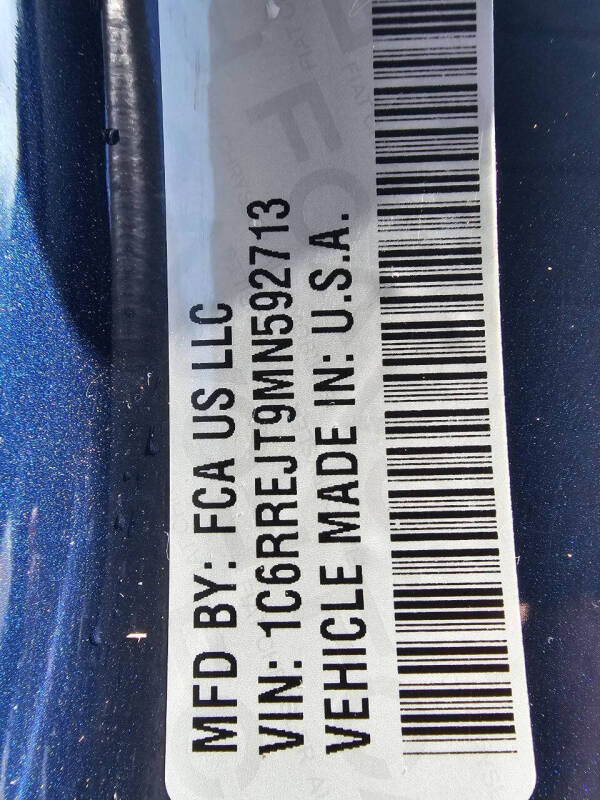 MFD BY: FCA US LLC
VIN: 1C6RREJT9MN592713
VEHICLE MADE IN: U.S.A.